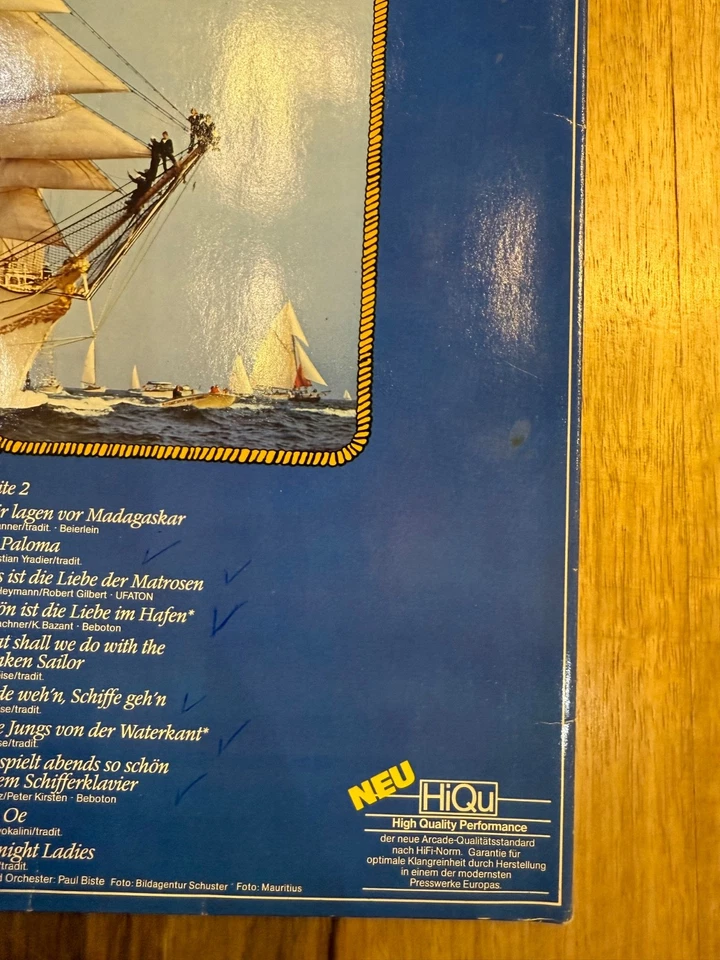 ite 2
r lagen vor Madagaskar
nner/tradit. · Beierlein
Paloma
stian Yradier/tradit.
s ist die Liebe der Matrosen
Heymann/Robert Gilbert · UFATON
ön ist die Liebe im Hafen*
chner/K. Bazant · Beboton
at shall we do with the
nken Sailor
ise/tradit.
de weh'n, Schiffe geh'n
se/tradit.
e Jungs von der Waterkant*
se/tradit.
spielt abends so schön
em Schifferklavier
z/Peter Kirsten · Beboton
Oe
vokalini/tradit.
night Ladies
/tradit.
d Orchester: Paul Biste Foto: Bildagentur Schuster Foto: Mauritius
NEU
HiQu
High Quality Performance
der neue Arcade-Qualitätsstandard
nach HiFi-Norm. Garantie für
optimale Klangreinheit durch Herstellung
in einem der modernsten
Presswerke Europas.